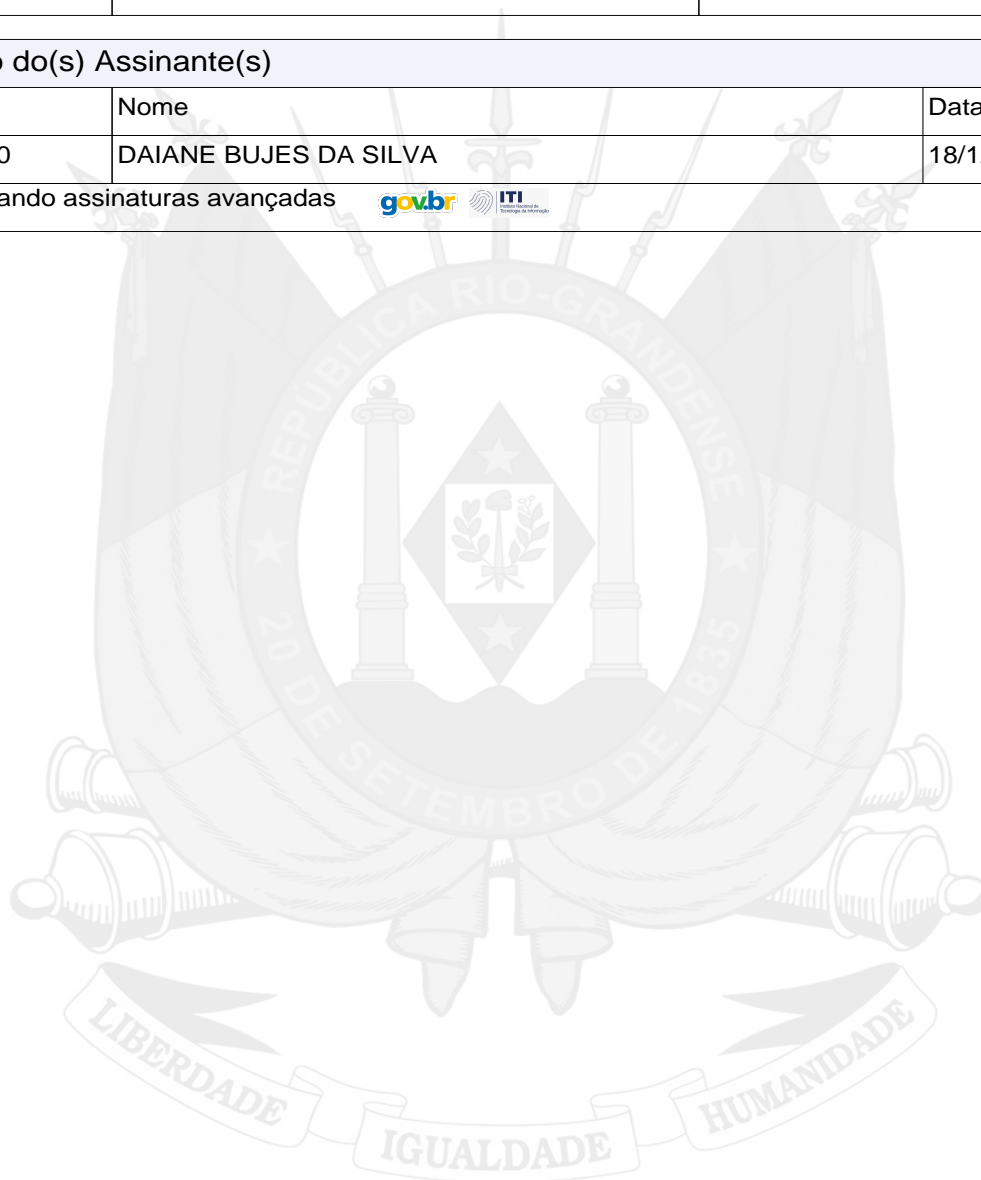 o do(s) Assinante(s)
Nome
Data
0
DAIANE BUJES DA SILVA
18/1
ando assinaturas avançadas
gov.br
ITI
REPÚBLICA RIO-GRANDENSE
20 DE SETEMBRO DE 1835
LIBERDADE
IGUALDADE
HUMANIDADE